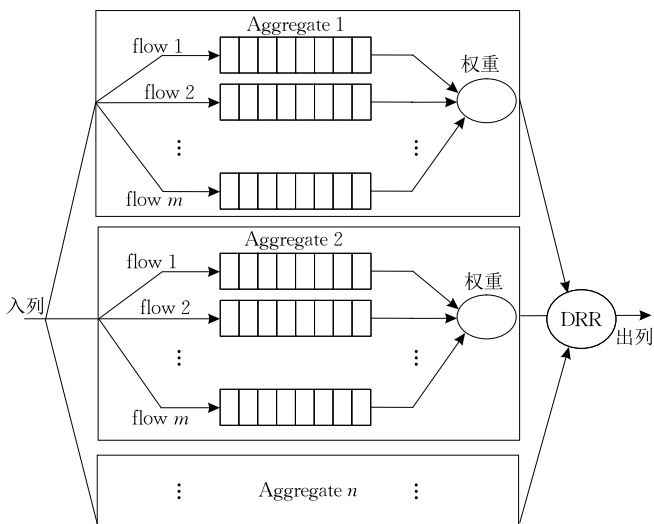 Aggregate 1
flow 1
权重
flow 2
⋮ ⋮
flow m
Aggregate 2
flow 1
权重
入列
flow 2
DRR
出列
⋮ ⋮
flow m
⋮ Aggregate n ⋮